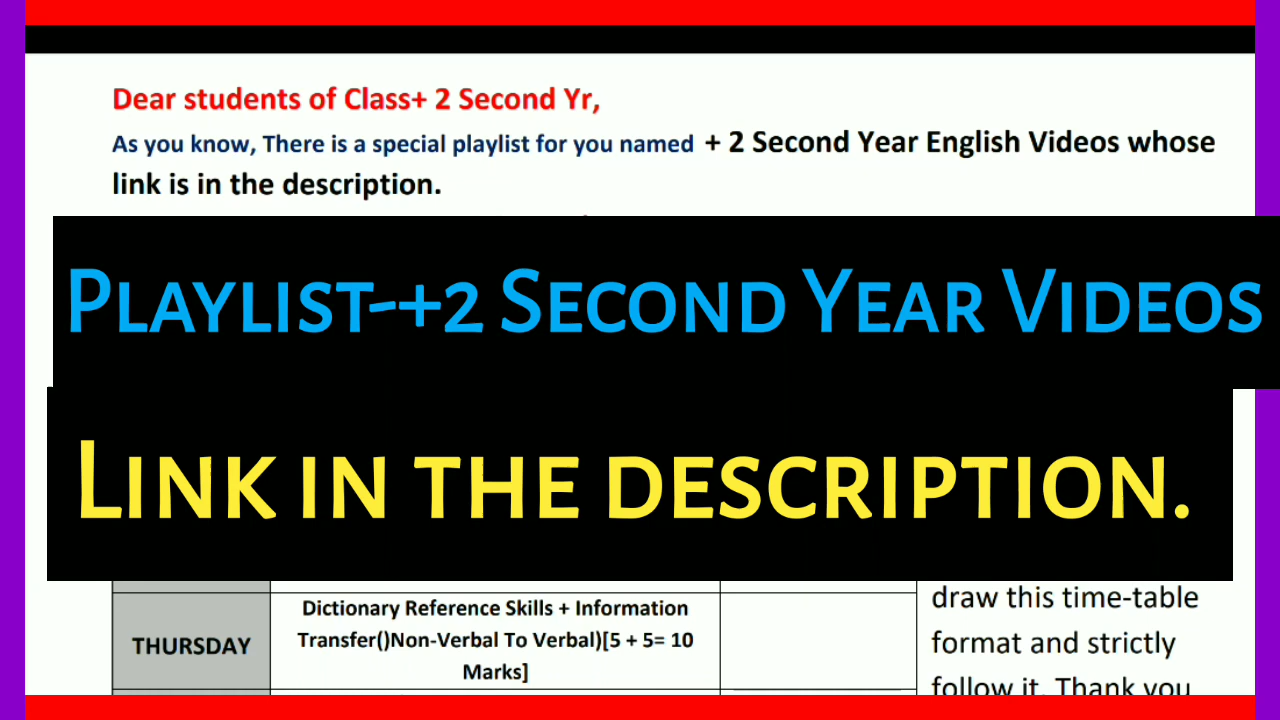 Dear students of Class+ 2 Second Yr,
As you know, There is a special playlist for you named + 2 Second Year English Videos whose
link is in the description.
Playlist-+2 Second Year Videos
Link in the description.
THURSDAY
Dictionary Reference Skills + Information
Transfer()Non-Verbal To Verbal)[5 + 5= 10
Marks]
draw this time-table
format and strictly
follow it. Thank you